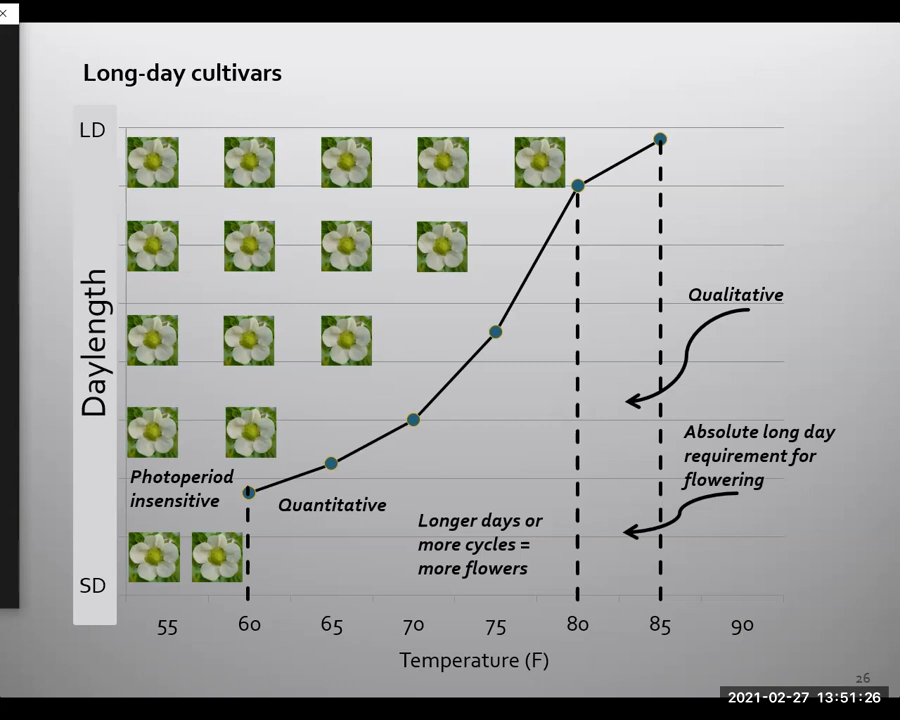 Long-day cultivars
LD
Daylength
SD
Qualitative
Absolute long day
requirement for
flowering
Photoperiod
insensitive
Quantitative
Longer days or
more cycles =
more flowers
55 60 65 70 75 80 85 90
Temperature (F)
26
2021-02-27 13:51:26